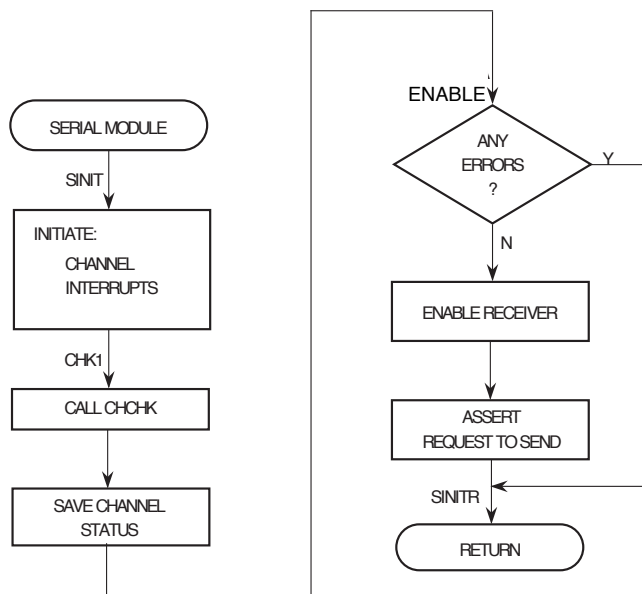 SERIAL MODULE
SINIT
INITIATE:
CHANNEL
INTERRUPTS
CHK1
CALL CHCHK
SAVE CHANNEL
STATUS
ENABLE
ANY
ERRORS
?
Y
N
ENABLE RECEIVER
ASSERT
REQUEST TO SEND
SINITR
RETURN